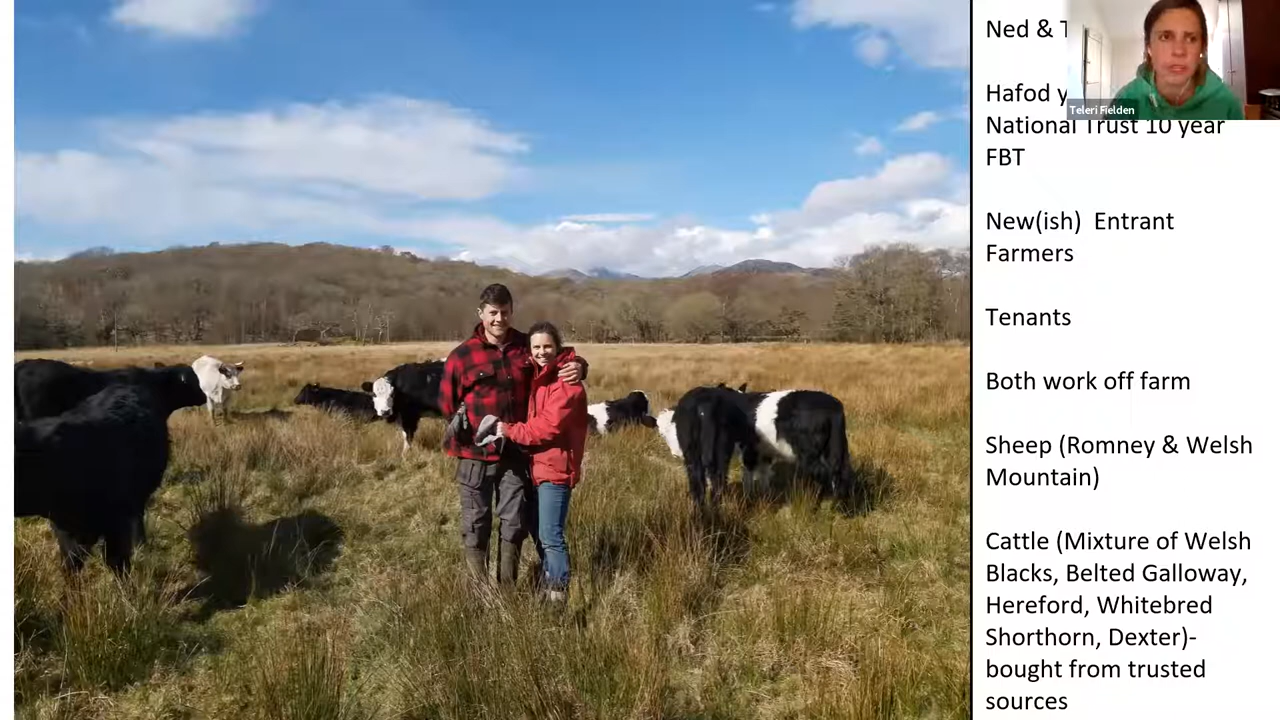 Ned &
Hafod y
Teleri Fielden
National Trust 10 year
FBT
New(ish) Entrant
Farmers
Tenants
Both work off farm
Sheep (Romney & Welsh
Mountain)
Cattle (Mixture of Welsh
Blacks, Belted Galloway,
Hereford, Whitebred
Shorthorn, Dexter)-
bought from trusted
sources